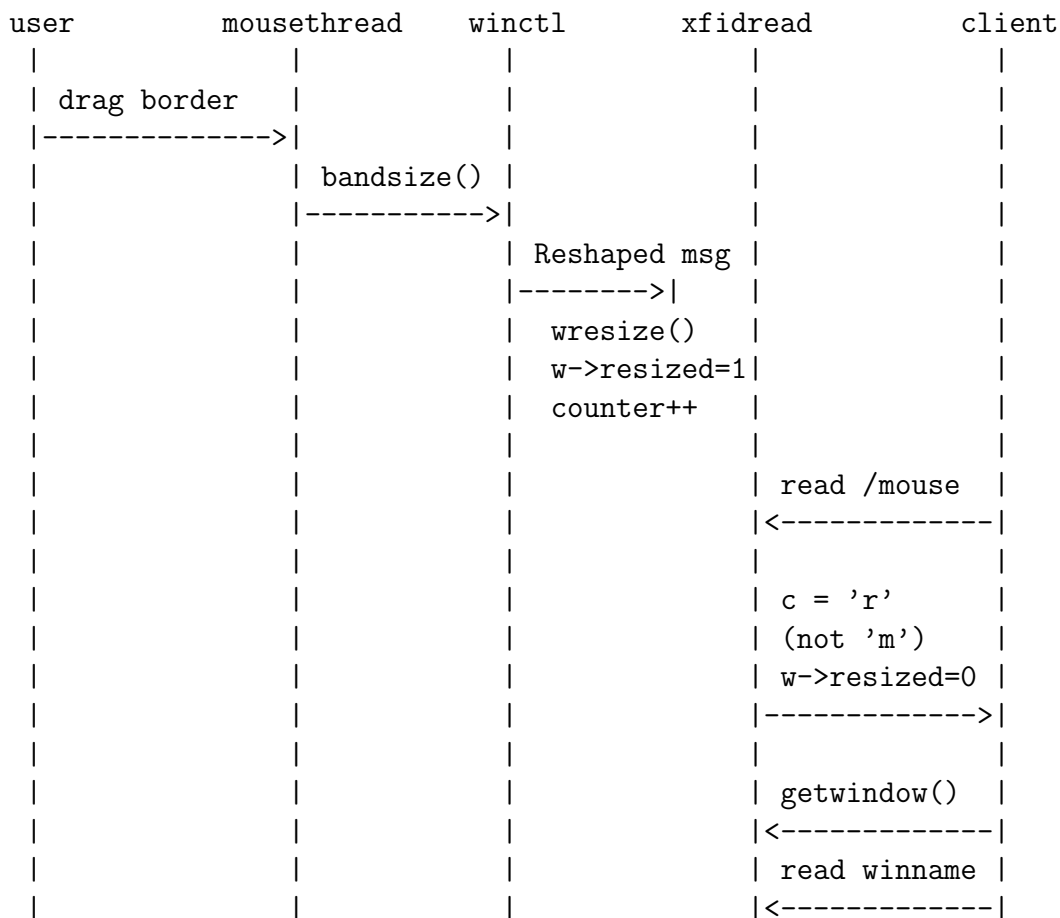 user          mousethread    winctl         xfidread          client
 |                |            |               |               |
 | drag border    |            |               |               |
 |-------------->|            |               |               |
 |                | bandsize() |               |               |
 |                |----------->|               |               |
 |                |            | Reshaped msg  |               |
 |                |            |-------->|     |               |
 |                |            |  wresize()    |               |
 |                |            |  w->resized=1|               |
 |                |            |  counter++    |               |
 |                |            |               |               |
 |                |            |               | read /mouse   |
 |                |            |               |<-------------|
 |                |            |               |               |
 |                |            |               | c = ’r’       |
 |                |            |               | (not ’m’)     |
 |                |            |               | w->resized=0  |
 |                |            |               |------------->|
 |                |            |               |               |
 |                |            |               | getwindow()   |
 |                |            |               |<-------------|
 |                |            |               | read winname  |
 |                |            |               |<-------------|